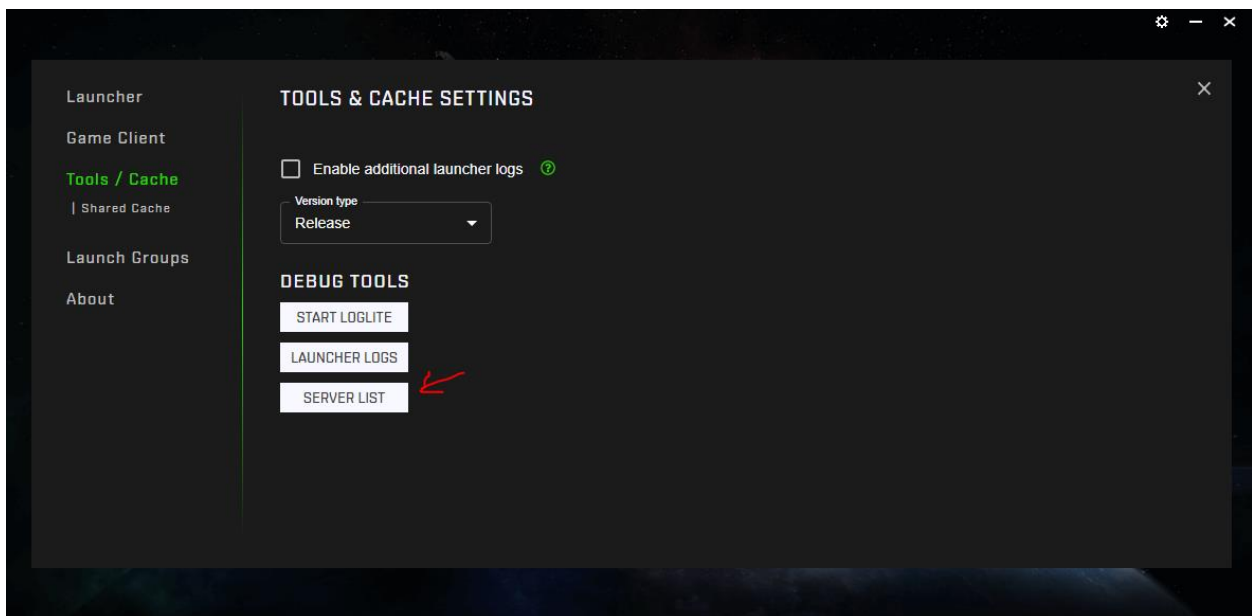 Launcher
Game Client
Tools / Cache
| Shared Cache
Launch Groups
About
TOOLS & CACHE SETTINGS
Enable additional launcher logs
Version type
Release
DEBUG TOOLS
START LOGLITE
LAUNCHER LOGS
SERVER LIST